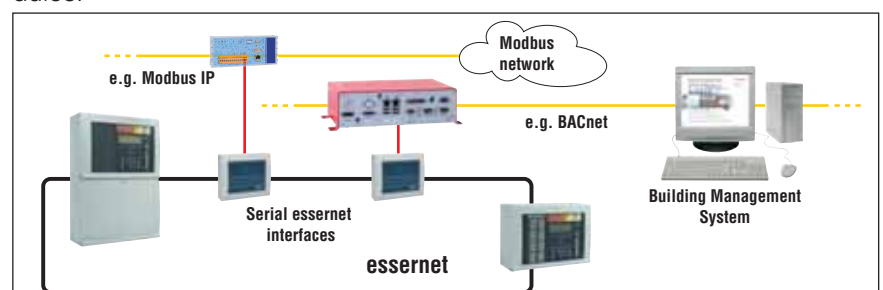 Modbus
network
e.g. Modbus IP
e.g. BACnet
Building Management
System
Serial essernet
interfaces
essernet